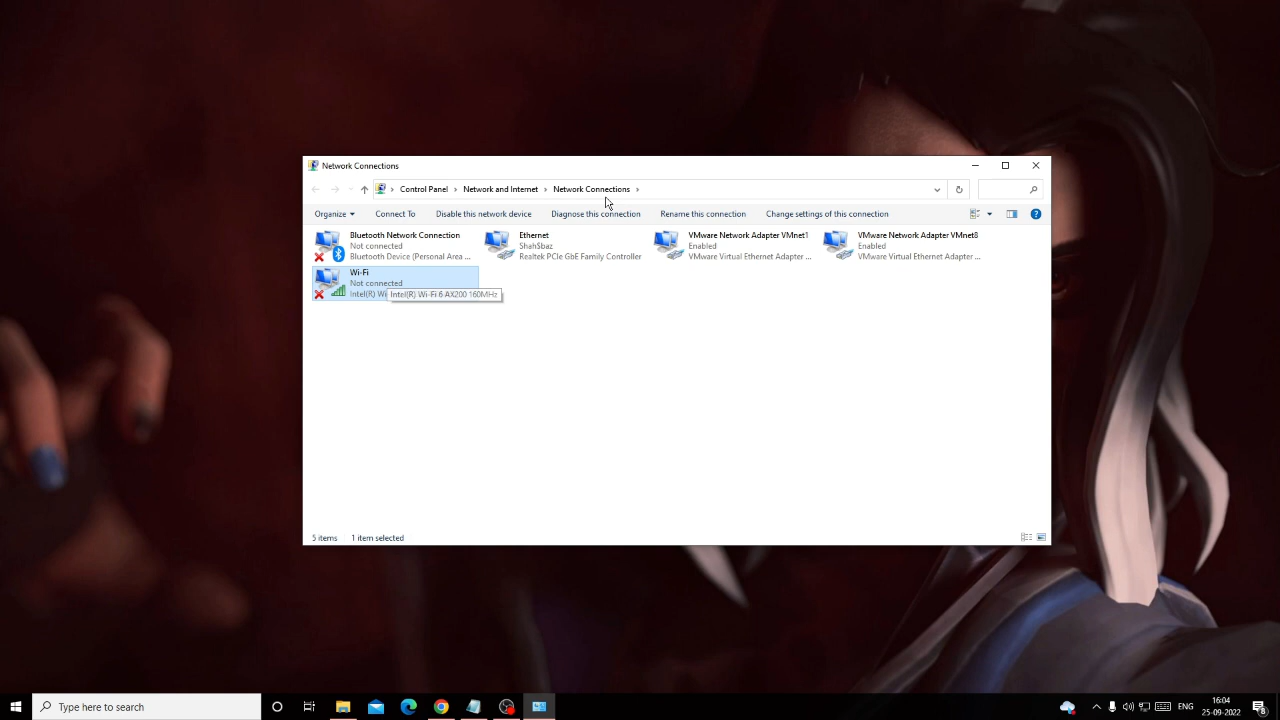 Network Connections
Control Panel
Network and Internet
Network Connections
Organize
Connect To
Disable this network device
Diagnose this connection
Rename this connection
Change settings of this connection
Bluetooth Network Connection
Not connected
Bluetooth Device (Personal Area ...
Ethernet
Shah$baz
Realtek PCIe GbE Family Controller
VMware Network Adapter VMnet1
Enabled
VMware Virtual Ethernet Adapter ...
VMware Network Adapter VMnet8
Enabled
VMware Virtual Ethernet Adapter ...
Wi-Fi
Not connected
Intel(R) Wi
Intel(R) Wi-Fi 6 AX200 160MHz
5 items
1 item selected
Type here to search
ENG
16:04
25-09-2022
8